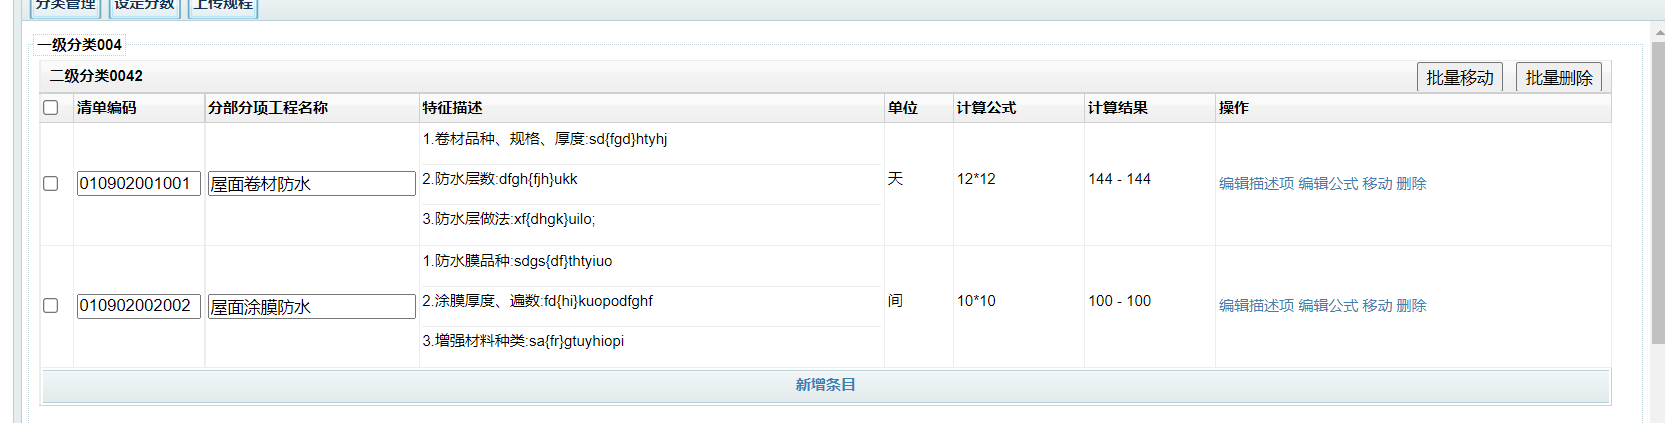 分类管理 设定分数 上传规程
一级分类004
二级分类0042 批量移动 批量删除
清单编码 分部分项工程名称 特征描述 单位 计算公式 计算结果 操作
1.卷材品种、规格、厚度:sd{fgd}htyhj
010902001001 屋面卷材防水 2.防水层数:dfgh{fjh}ukk 天 12*12 144 - 144 编辑描述项 编辑公式 移动 删除
3.防水层做法:xf{dhgk}uilo;
1.防水膜品种:sdgs{df}thtyiuo
010902002002 屋面涂膜防水 2.涂膜厚度、遍数:fd{hi}kuopodfghf 间 10*10 100 - 100 编辑描述项 编辑公式 移动 删除
3.增强材料种类:sa{fr}gtuyhiopi
新增条目